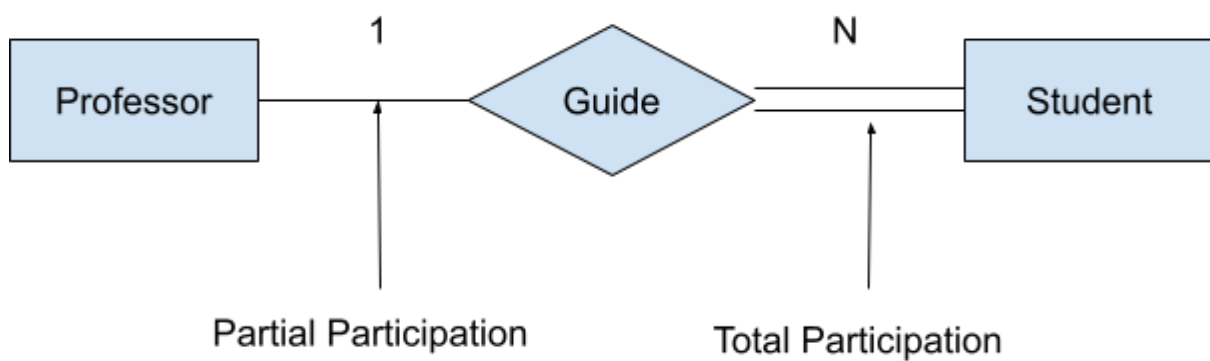 1
N
Professor
Guide
Student
Partial Participation
Total Participation